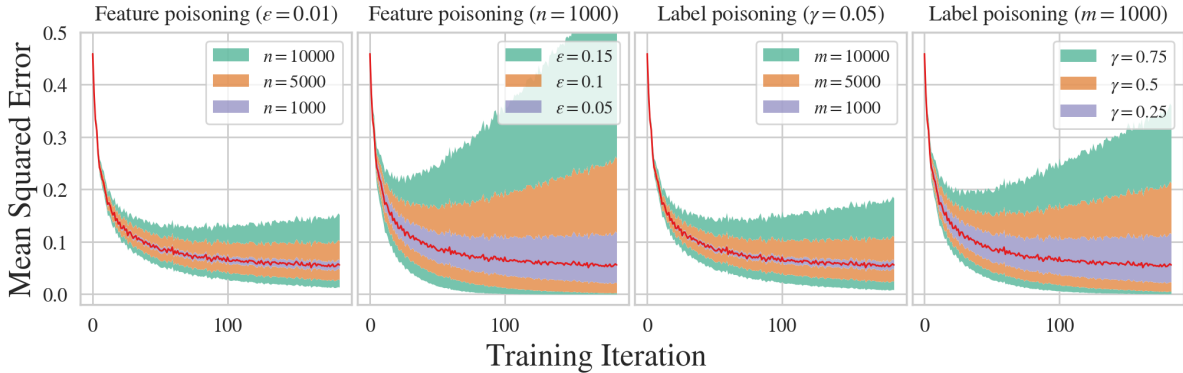 Feature poisoning (ε = 0.01)
Feature poisoning (n = 1000)
Label poisoning (γ = 0.05)
Label poisoning (m = 1000)
Mean Squared Error
0.5
0.4
0.3
0.2
0.1
0.0
n = 10000
n = 5000
n = 1000
ε = 0.15
ε = 0.1
ε = 0.05
m = 10000
m = 5000
m = 1000
γ = 0.75
γ = 0.5
γ = 0.25
0
100
0
100
0
100
0
100
Training Iteration